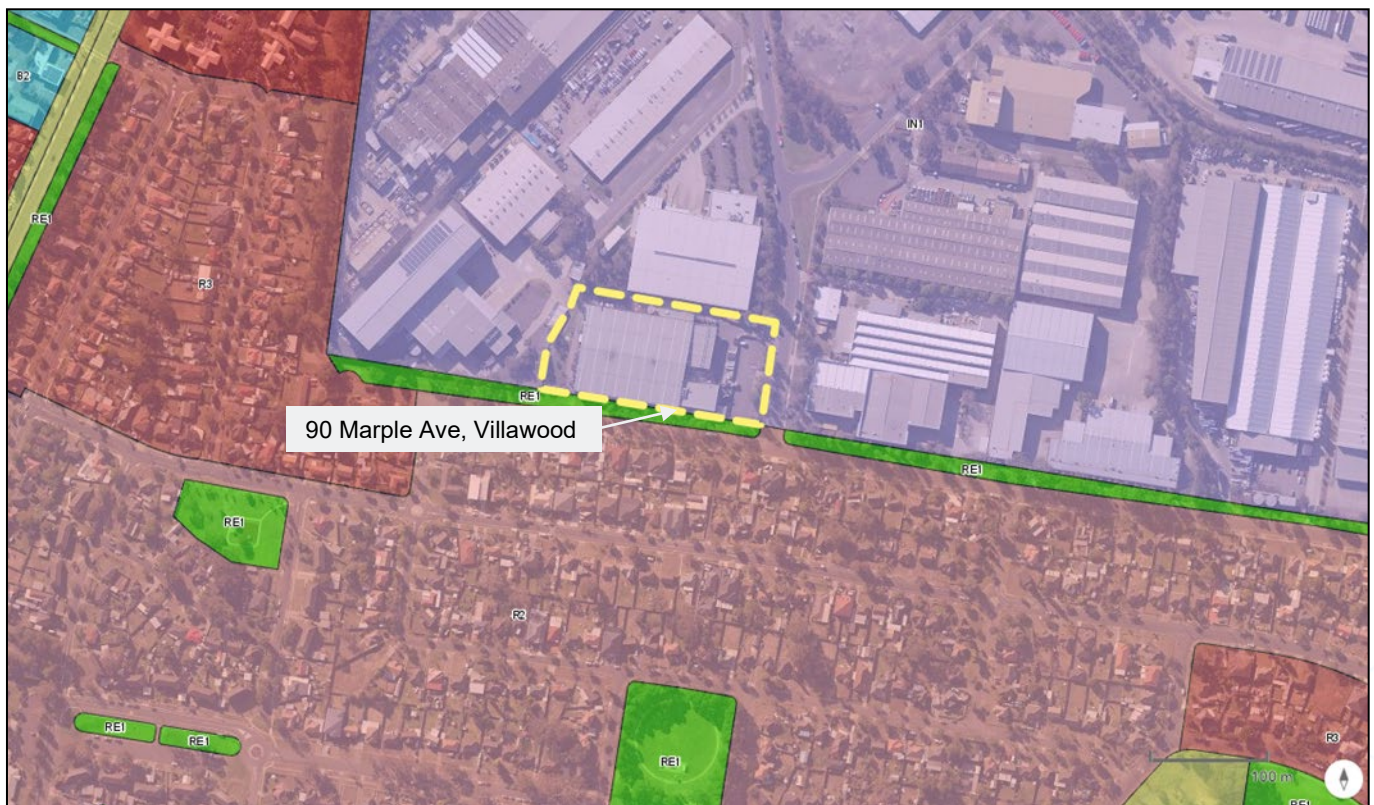 B2
IN1
RE1
R3
RE1
90 Marple Ave, Villawood
RE1
RE1
R2
RE1
RE1
R3
RE1
100 m
RE1